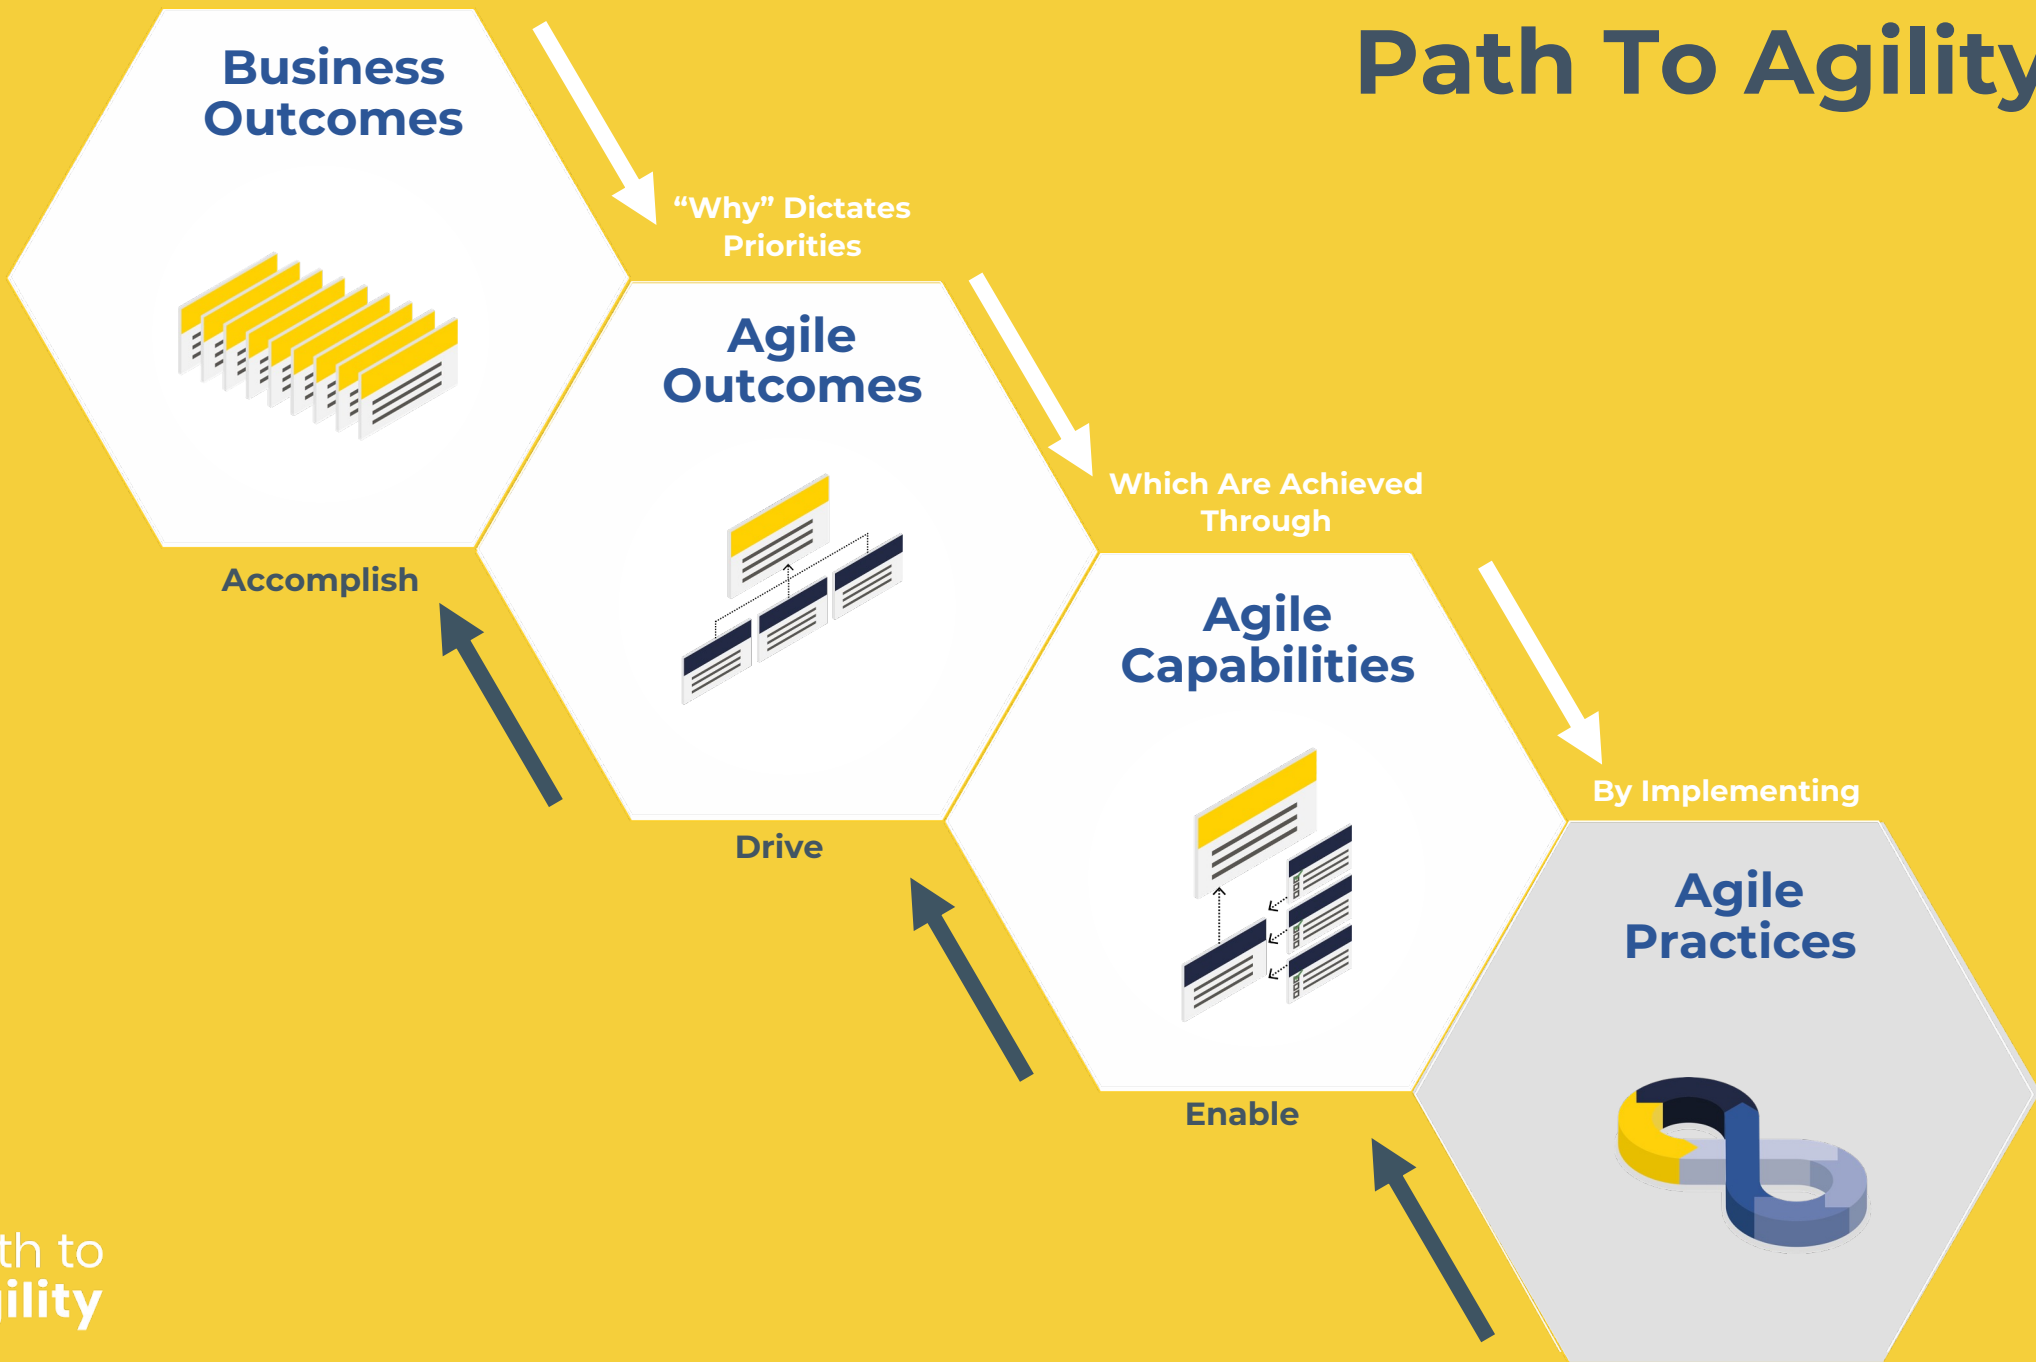 Path To Agility
Business
Outcomes
“Why” Dictates
Priorities
Agile
Outcomes
Which Are Achieved
Through
Accomplish
Agile
Capabilities
By Implementing
Drive
Agile
Practices
Enable
th to
gility